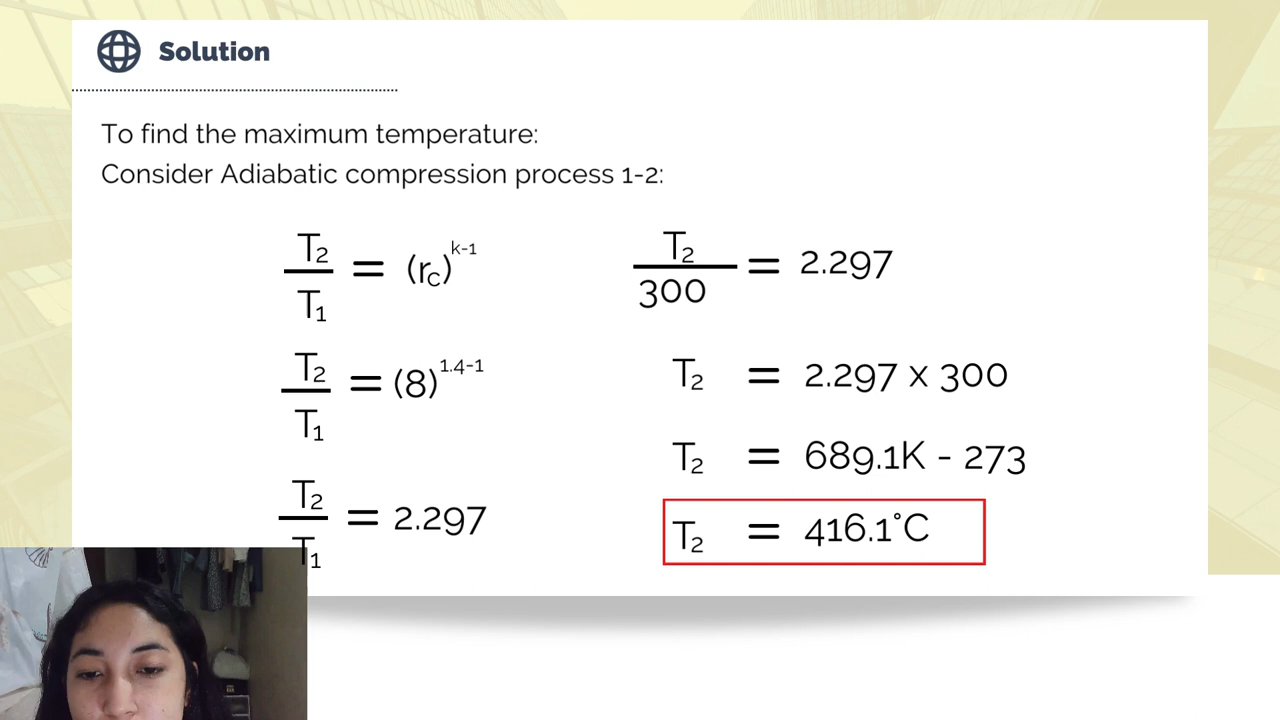 Solution
To find the maximum temperature:
Consider Adiabatic compression process 1-2:
T₂ / T₁ = (r_c)^k-1
T₂ / T₁ = (8)^1.4-1
T₂ / T₁ = 2.297
T₂ / 300 = 2.297
T₂ = 2.297 x 300
T₂ = 689.1K - 273
T₂ = 416.1°C